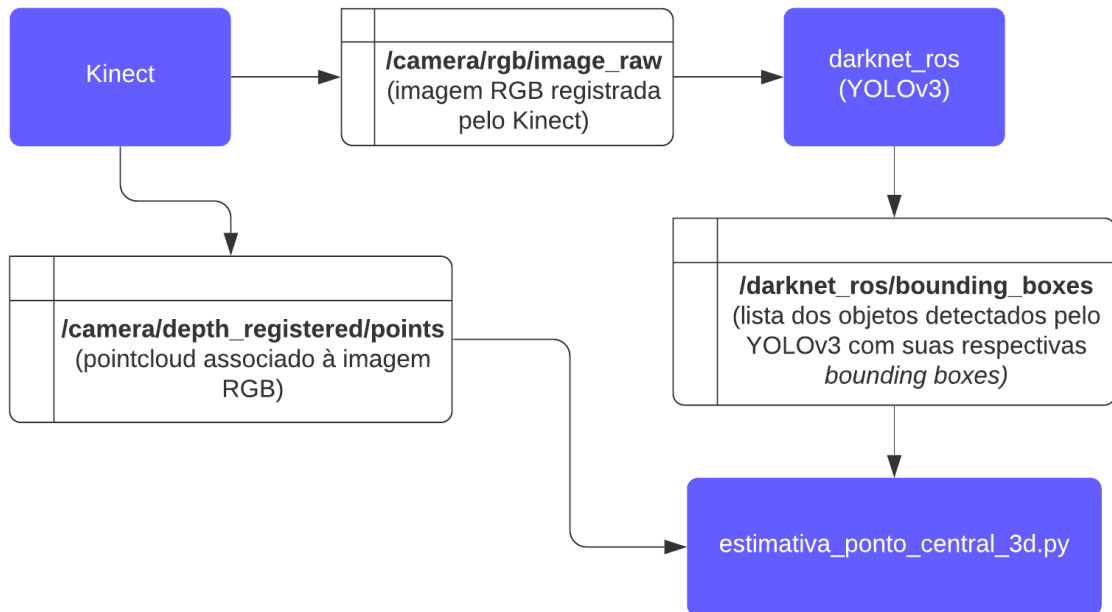 Kinect
/camera/rgb/image_raw
(imagem RGB registrada
pelo Kinect)
darknet_ros
(YOLOv3)
/camera/depth_registered/points
(pointcloud associado à imagem
RGB)
/darknet_ros/bounding_boxes
(lista dos objetos detectados pelo
YOLOv3 com suas respectivas
bounding boxes)
estimativa_ponto_central_3d.py